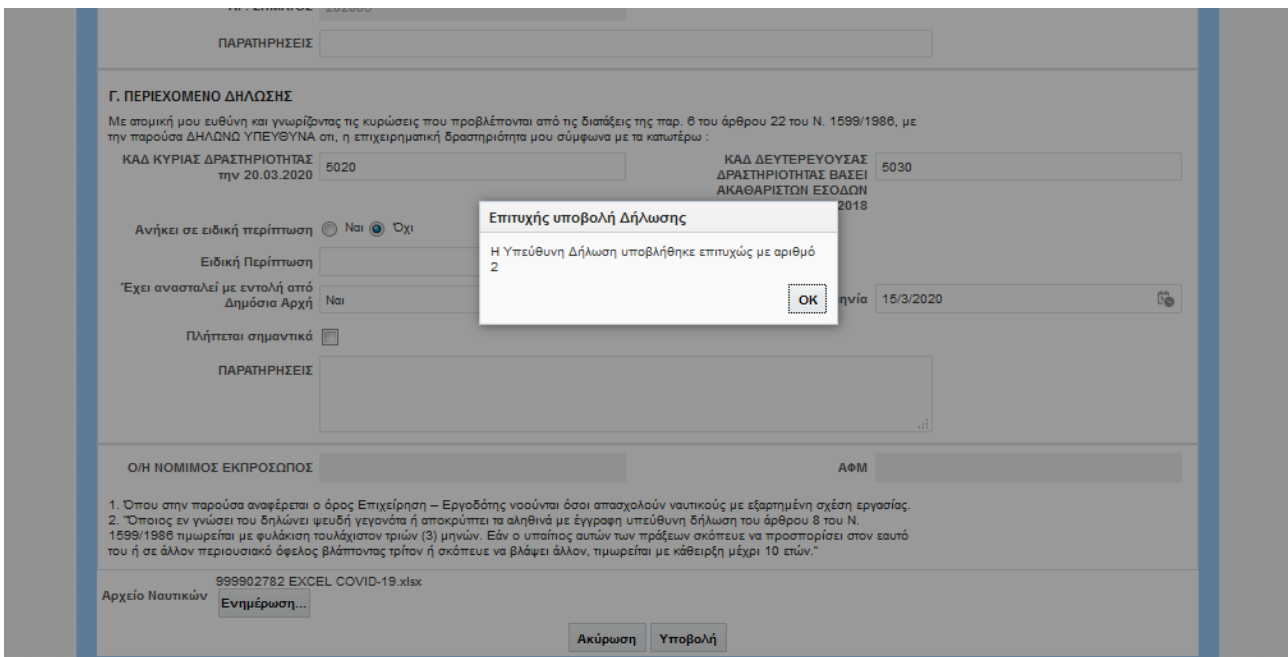 ΠΑΡΑΤΗΡΗΣΕΙΣ
Γ. ΠΕΡΙΕΧΟΜΕΝΟ ΔΗΛΩΣΗΣ
Με ατομική μου ευθύνη και γνωρίζοντας τις κυρώσεις που προβλέπονται από τις διατάξεις της παρ. 6 του άρθρου 22 του Ν. 1599/1986, με
την παρούσα ΔΗΛΩΝΩ ΥΠΕΥΘΥΝΑ οτι, η επιχειρηματική δραστηριότητα μου σύμφωνα με τα κατωτέρω :
ΚΑΔ ΚΥΡΙΑΣ ΔΡΑΣΤΗΡΙΟΤΗΤΑΣ
την 20.03.2020
5020
ΚΑΔ ΔΕΥΤΕΡΕΥΟΥΣΑΣ
ΔΡΑΣΤΗΡΙΟΤΗΤΑΣ ΒΑΣΕΙ
ΑΚΑΘΑΡΙΣΤΩΝ ΕΣΟΔΩΝ
2018
5030
Επιτυχής υποβολή Δήλωσης
Η Υπεύθυνη Δήλωση υποβλήθηκε επιτυχώς με αριθμό
2
OK
Ανήκει σε ειδική περίπτωση Ναι Όχι
Ειδική Περίπτωση
Έχει ανασταλεί με εντολή από
Δημόσια Αρχή
Ναι
ηνία 15/3/2020
Πλήττεται σημαντικά
ΠΑΡΑΤΗΡΗΣΕΙΣ
Ο/Η ΝΟΜΙΜΟΣ ΕΚΠΡΟΣΩΠΟΣ ΑΦΜ
1. Όπου στην παρούσα αναφέρεται ο όρος Επιχείρηση – Εργοδότης νοούνται όσοι απασχολούν ναυτικούς με εξαρτημένη σχέση εργασίας.
2. "Όποιος εν γνώσει του δηλώνει ψευδή γεγονότα ή αποκρύπτει τα αληθινά με έγγραφη υπεύθυνη δήλωση του άρθρου 8 του Ν.
1599/1986 τιμωρείται με φυλάκιση τουλάχιστον τριών (3) μηνών. Εάν ο υπαίτιος αυτών των πράξεων σκόπευε να προσπορίσει στον εαυτό
του ή σε άλλον περιουσιακό όφελος βλάπτοντας τρίτον ή σκόπευε να βλάψει άλλον, τιμωρείται με κάθειρξη μέχρι 10 ετών."
999902782 EXCEL COVID-19.xlsx
Αρχείο Ναυτικών Ενημέρωση...
Ακύρωση Υποβολή